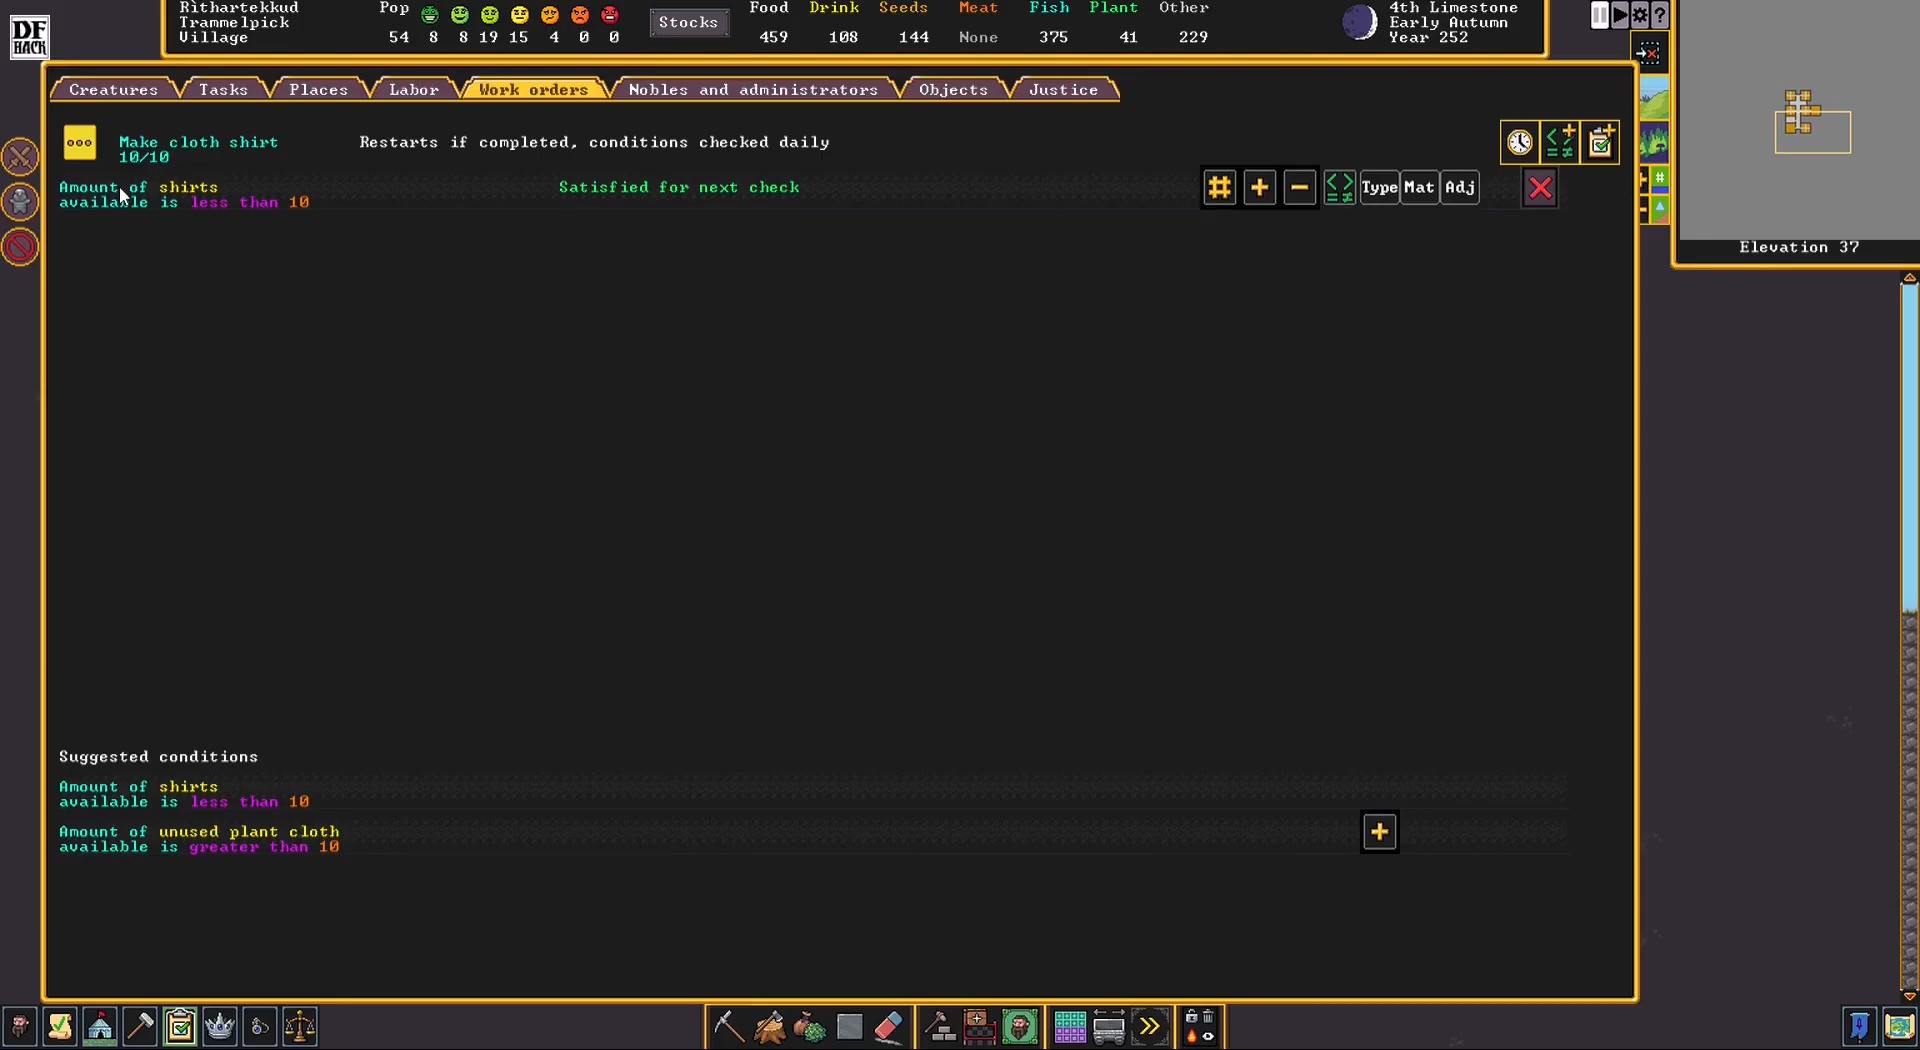 DF
HACK
Rithartekkud
Trammelpick
Village
Pop
54 8 8 19 15 4 0 0
Stocks
Food Drink Seeds Meat Fish Plant Other
459 108 144 None 375 41 229
4th Limestone
Early Autumn
Year 252
?
Creatures Tasks Places Labor Work orders Nobles and administrators Objects Justice
Make cloth shirt
10/10
Restarts if completed, conditions checked daily
Amount of shirts
available is less than 10
Satisfied for next check
Type Mat Adj
Elevation 37
Suggested conditions
Amount of shirts
available is less than 10
Amount of unused plant cloth
available is greater than 10